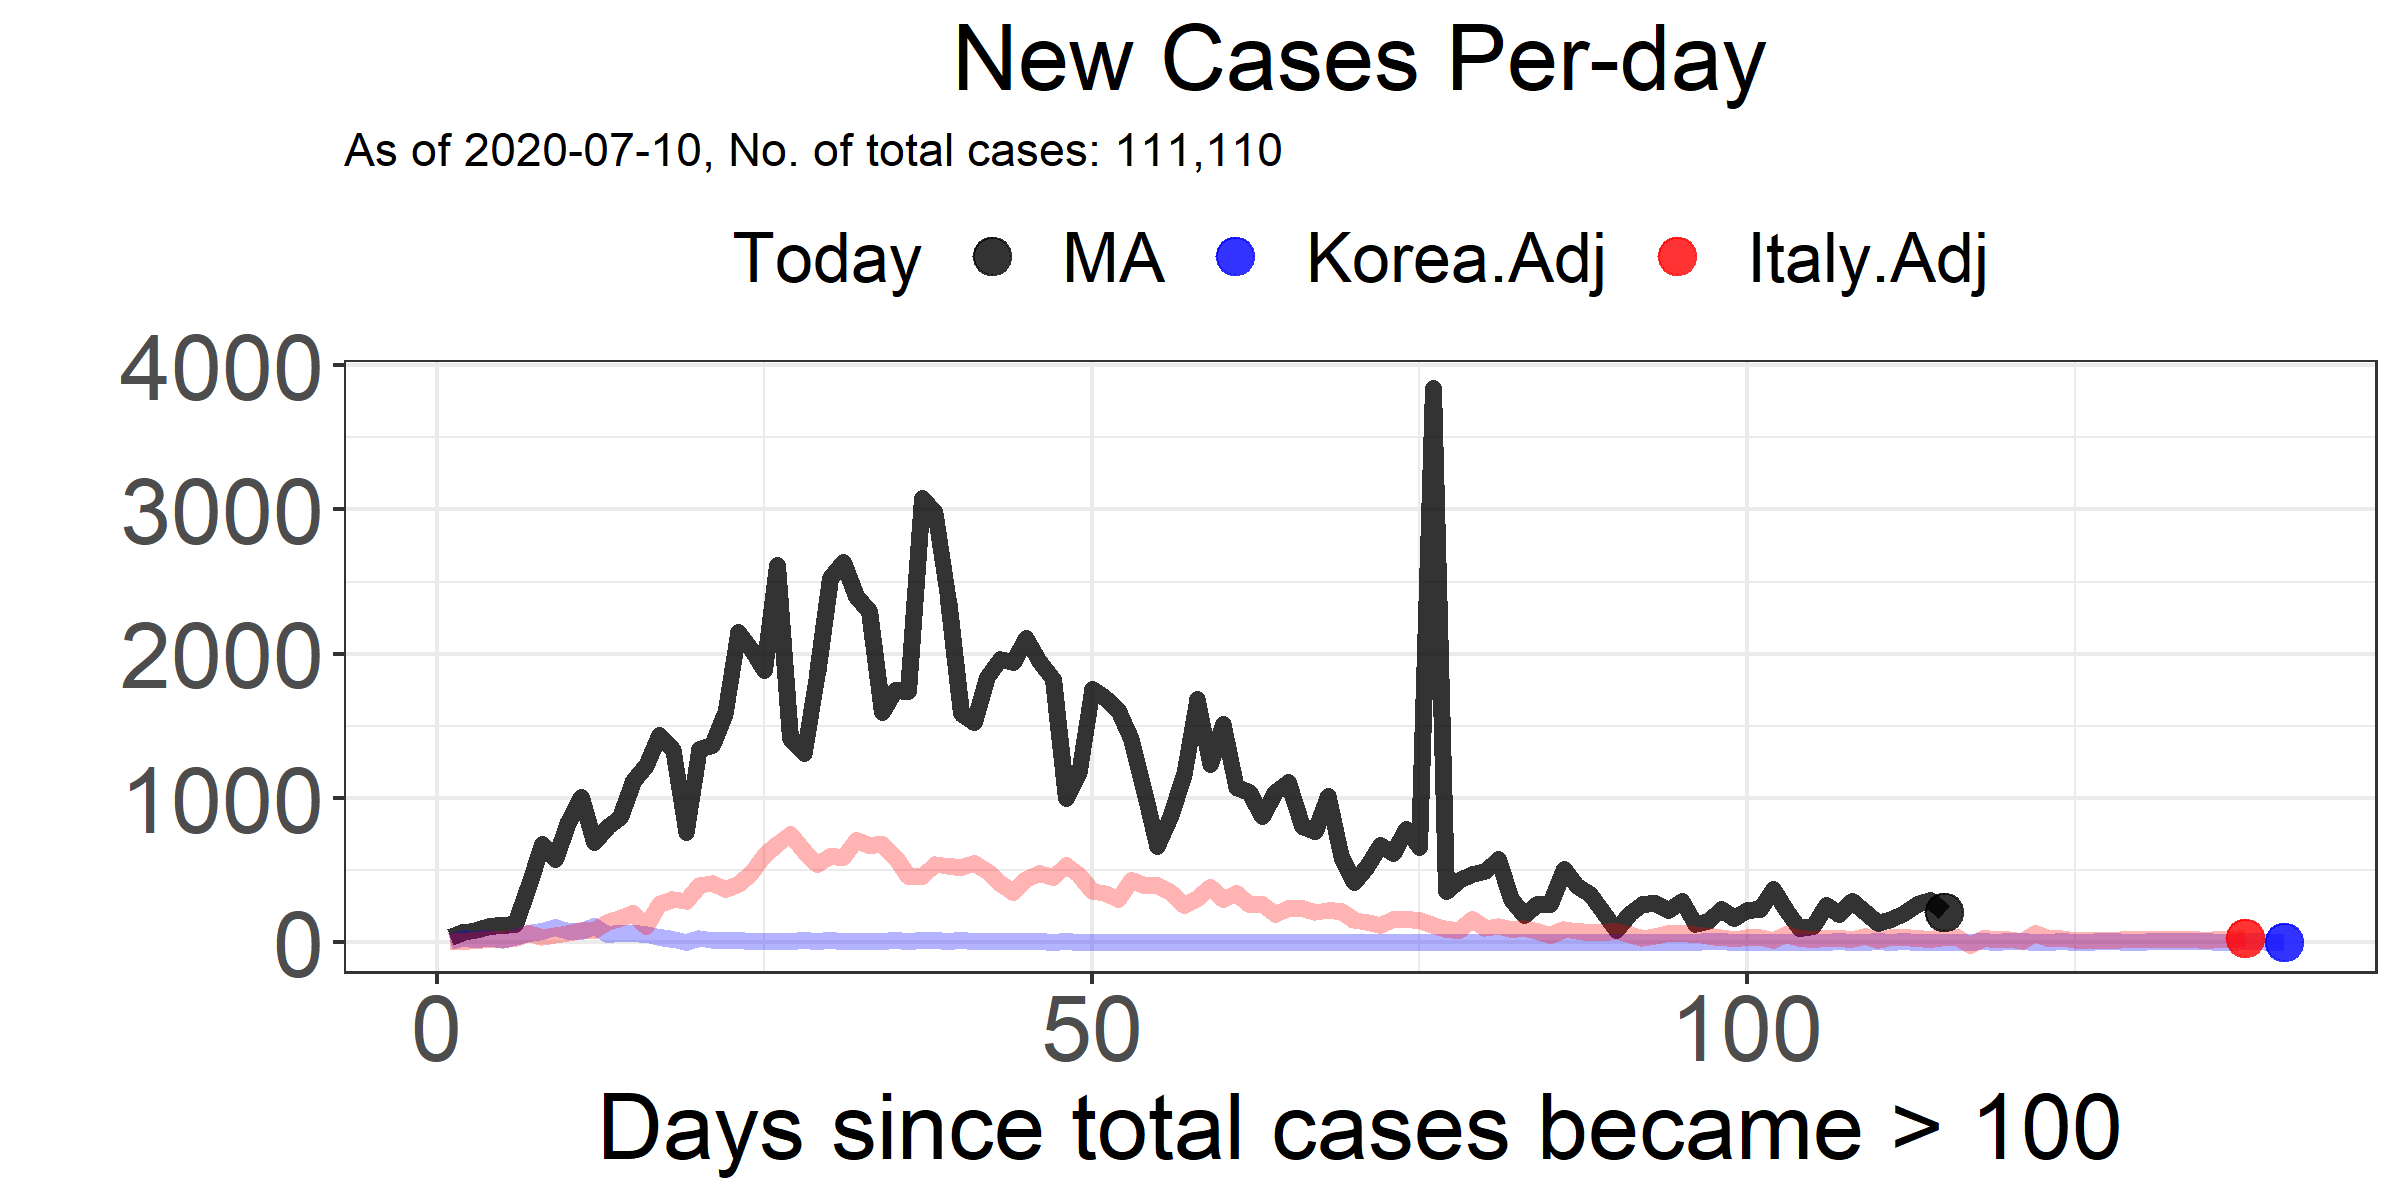 New Cases Per-day
As of 2020-07-10, No. of total cases: 111,110
Today MA Korea.Adj Italy.Adj
4000
3000
2000
1000
0
0 50 100
Days since total cases became > 100